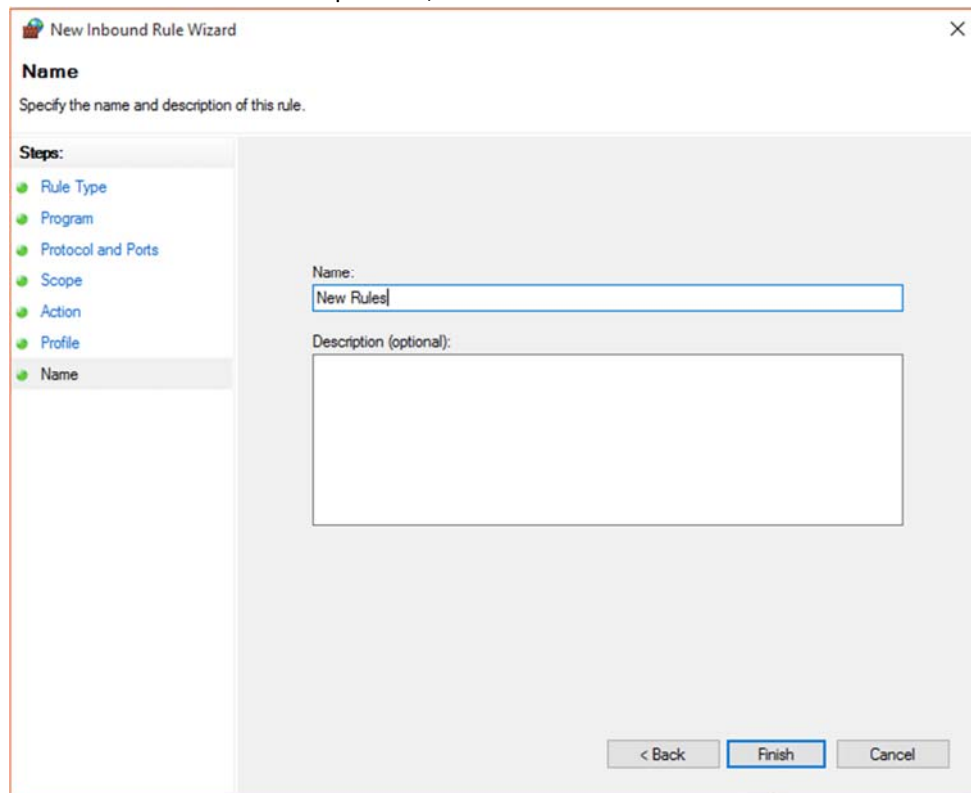 New Inbound Rule Wizard
Name
Specify the name and description of this rule.
Steps:
Rule Type
Program
Protocol and Ports
Scope
Action
Profile
Name
Name:
New Rules
Description (optional):
< Back
Finish
Cancel